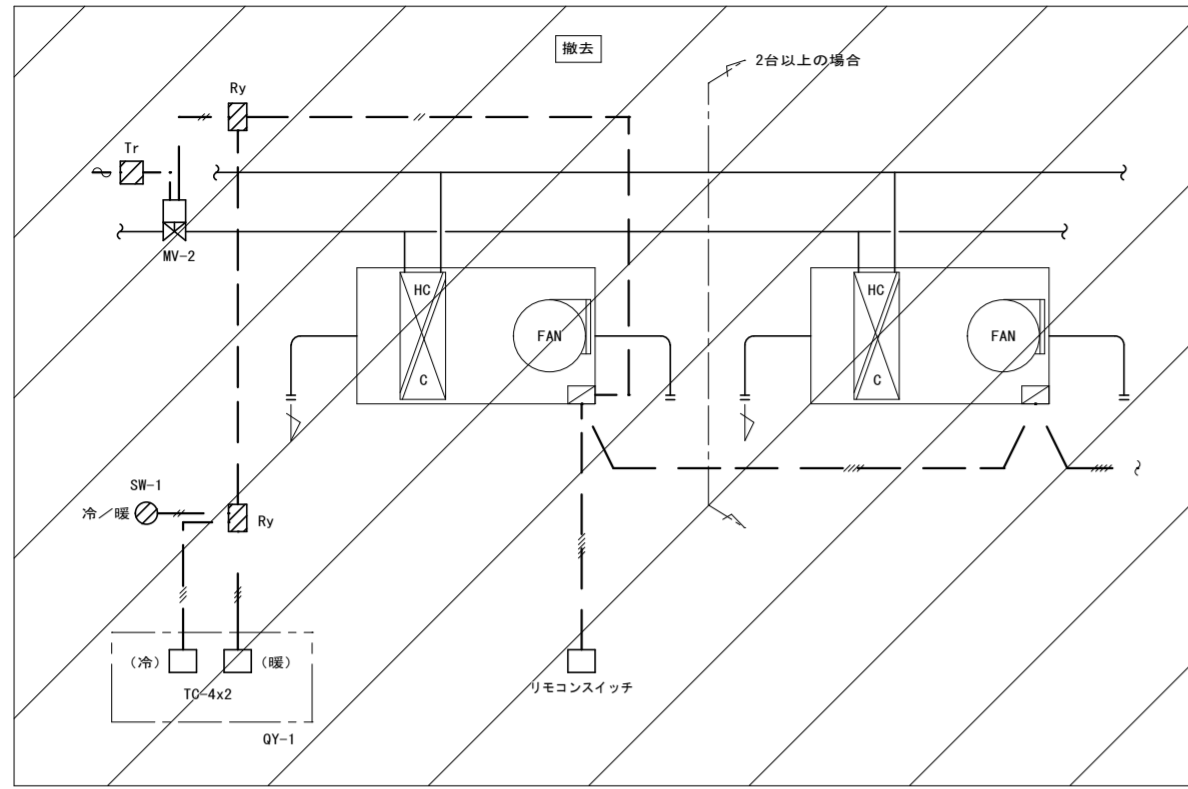 撤去
2台以上の場合
Ry
Tr
MV-2
HC
C
FAN
HC
C
FAN
SW-1
冷/暖
Ry
(冷)
(暖)
TC-4x2
QY-1
リモコンスイッチ